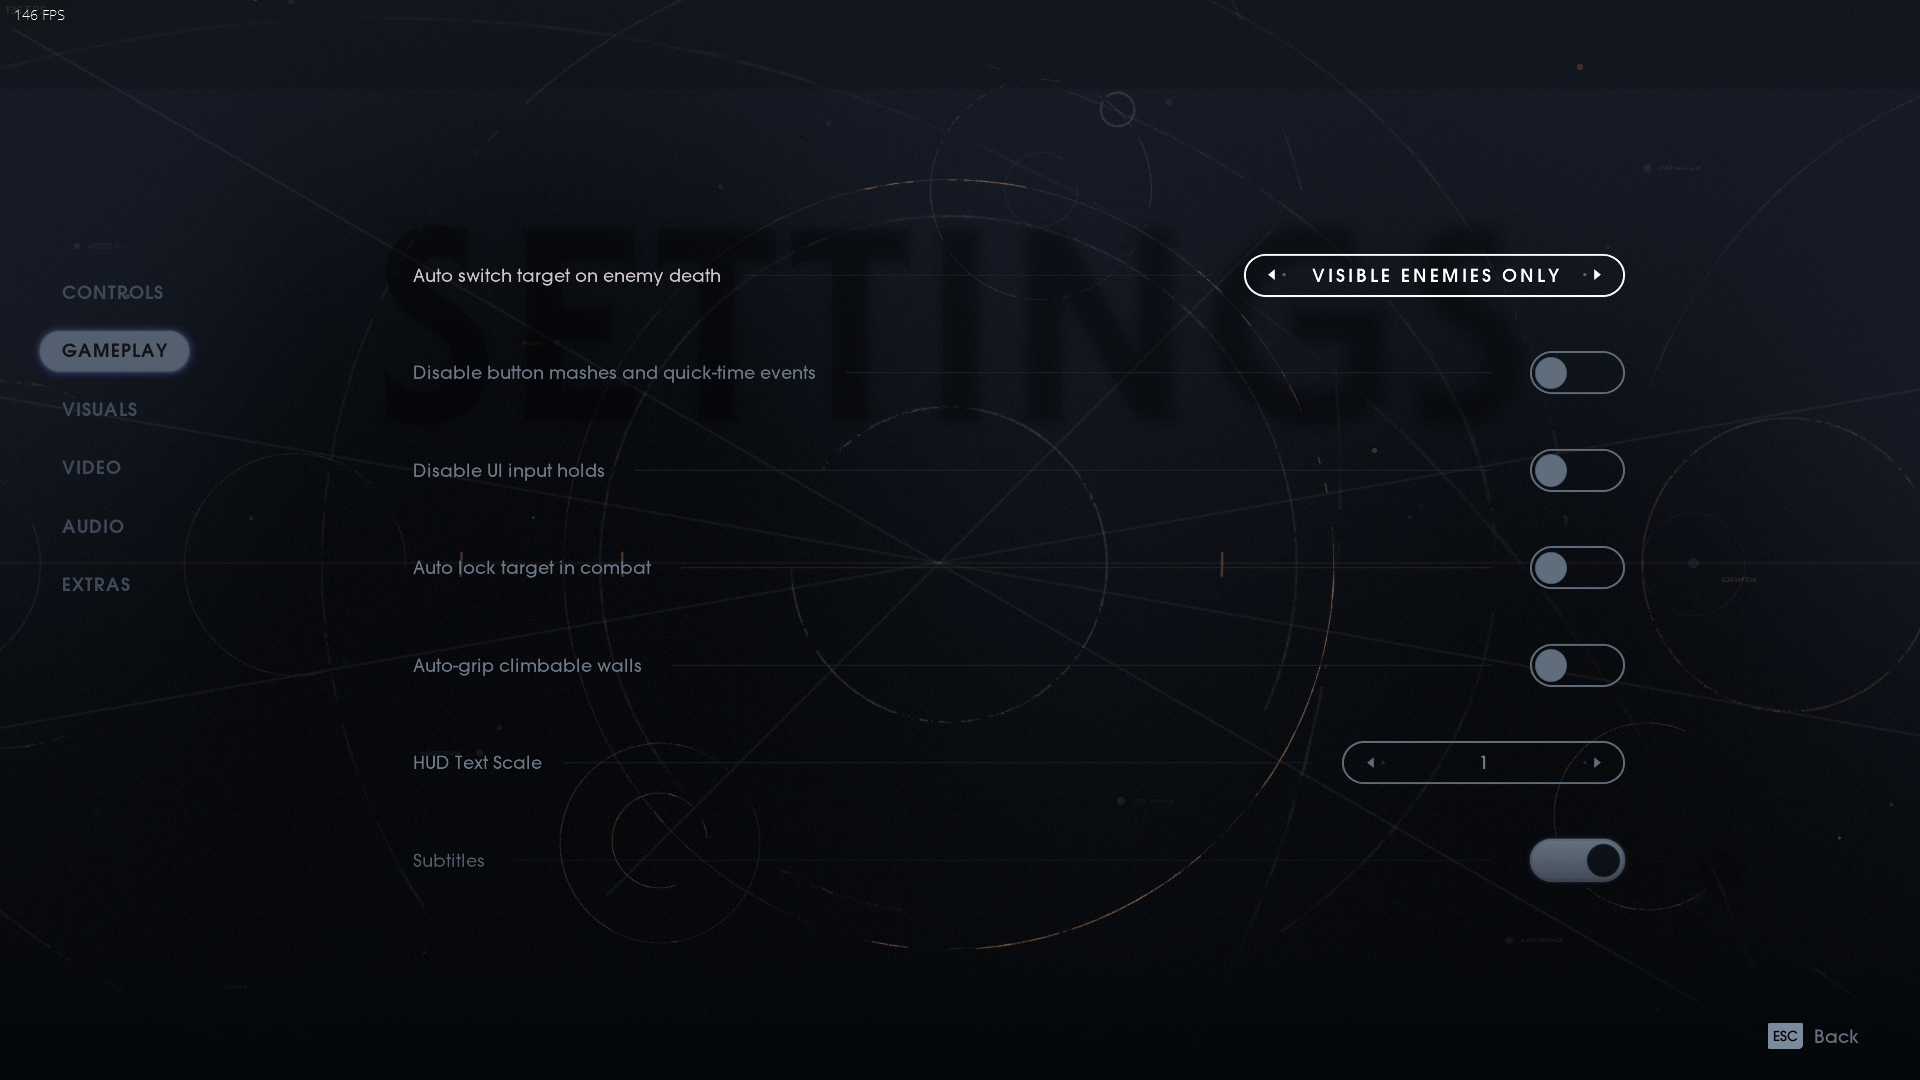 146 FPS
SETTINGS
Auto switch target on enemy death
VISIBLE ENEMIES ONLY
CONTROLS
GAMEPLAY
Disable button mashes and quick-time events
VISUALS
VIDEO
Disable UI input holds
AUDIO
Auto lock target in combat
EXTRAS
Auto-grip climbable walls
HUD Text Scale
1
Subtitles
ESC Back